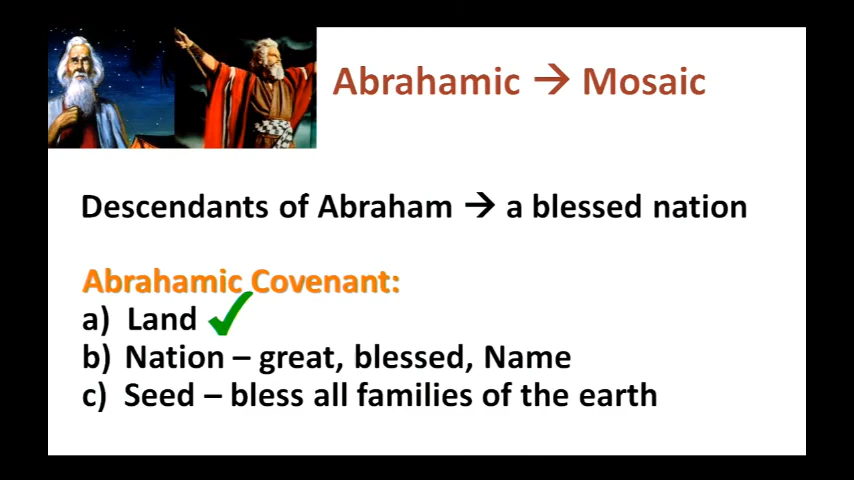 Abrahamic → Mosaic
Descendants of Abraham → a blessed nation
Abrahamic Covenant:
a) Land ✓
b) Nation – great, blessed, Name
c) Seed – bless all families of the earth